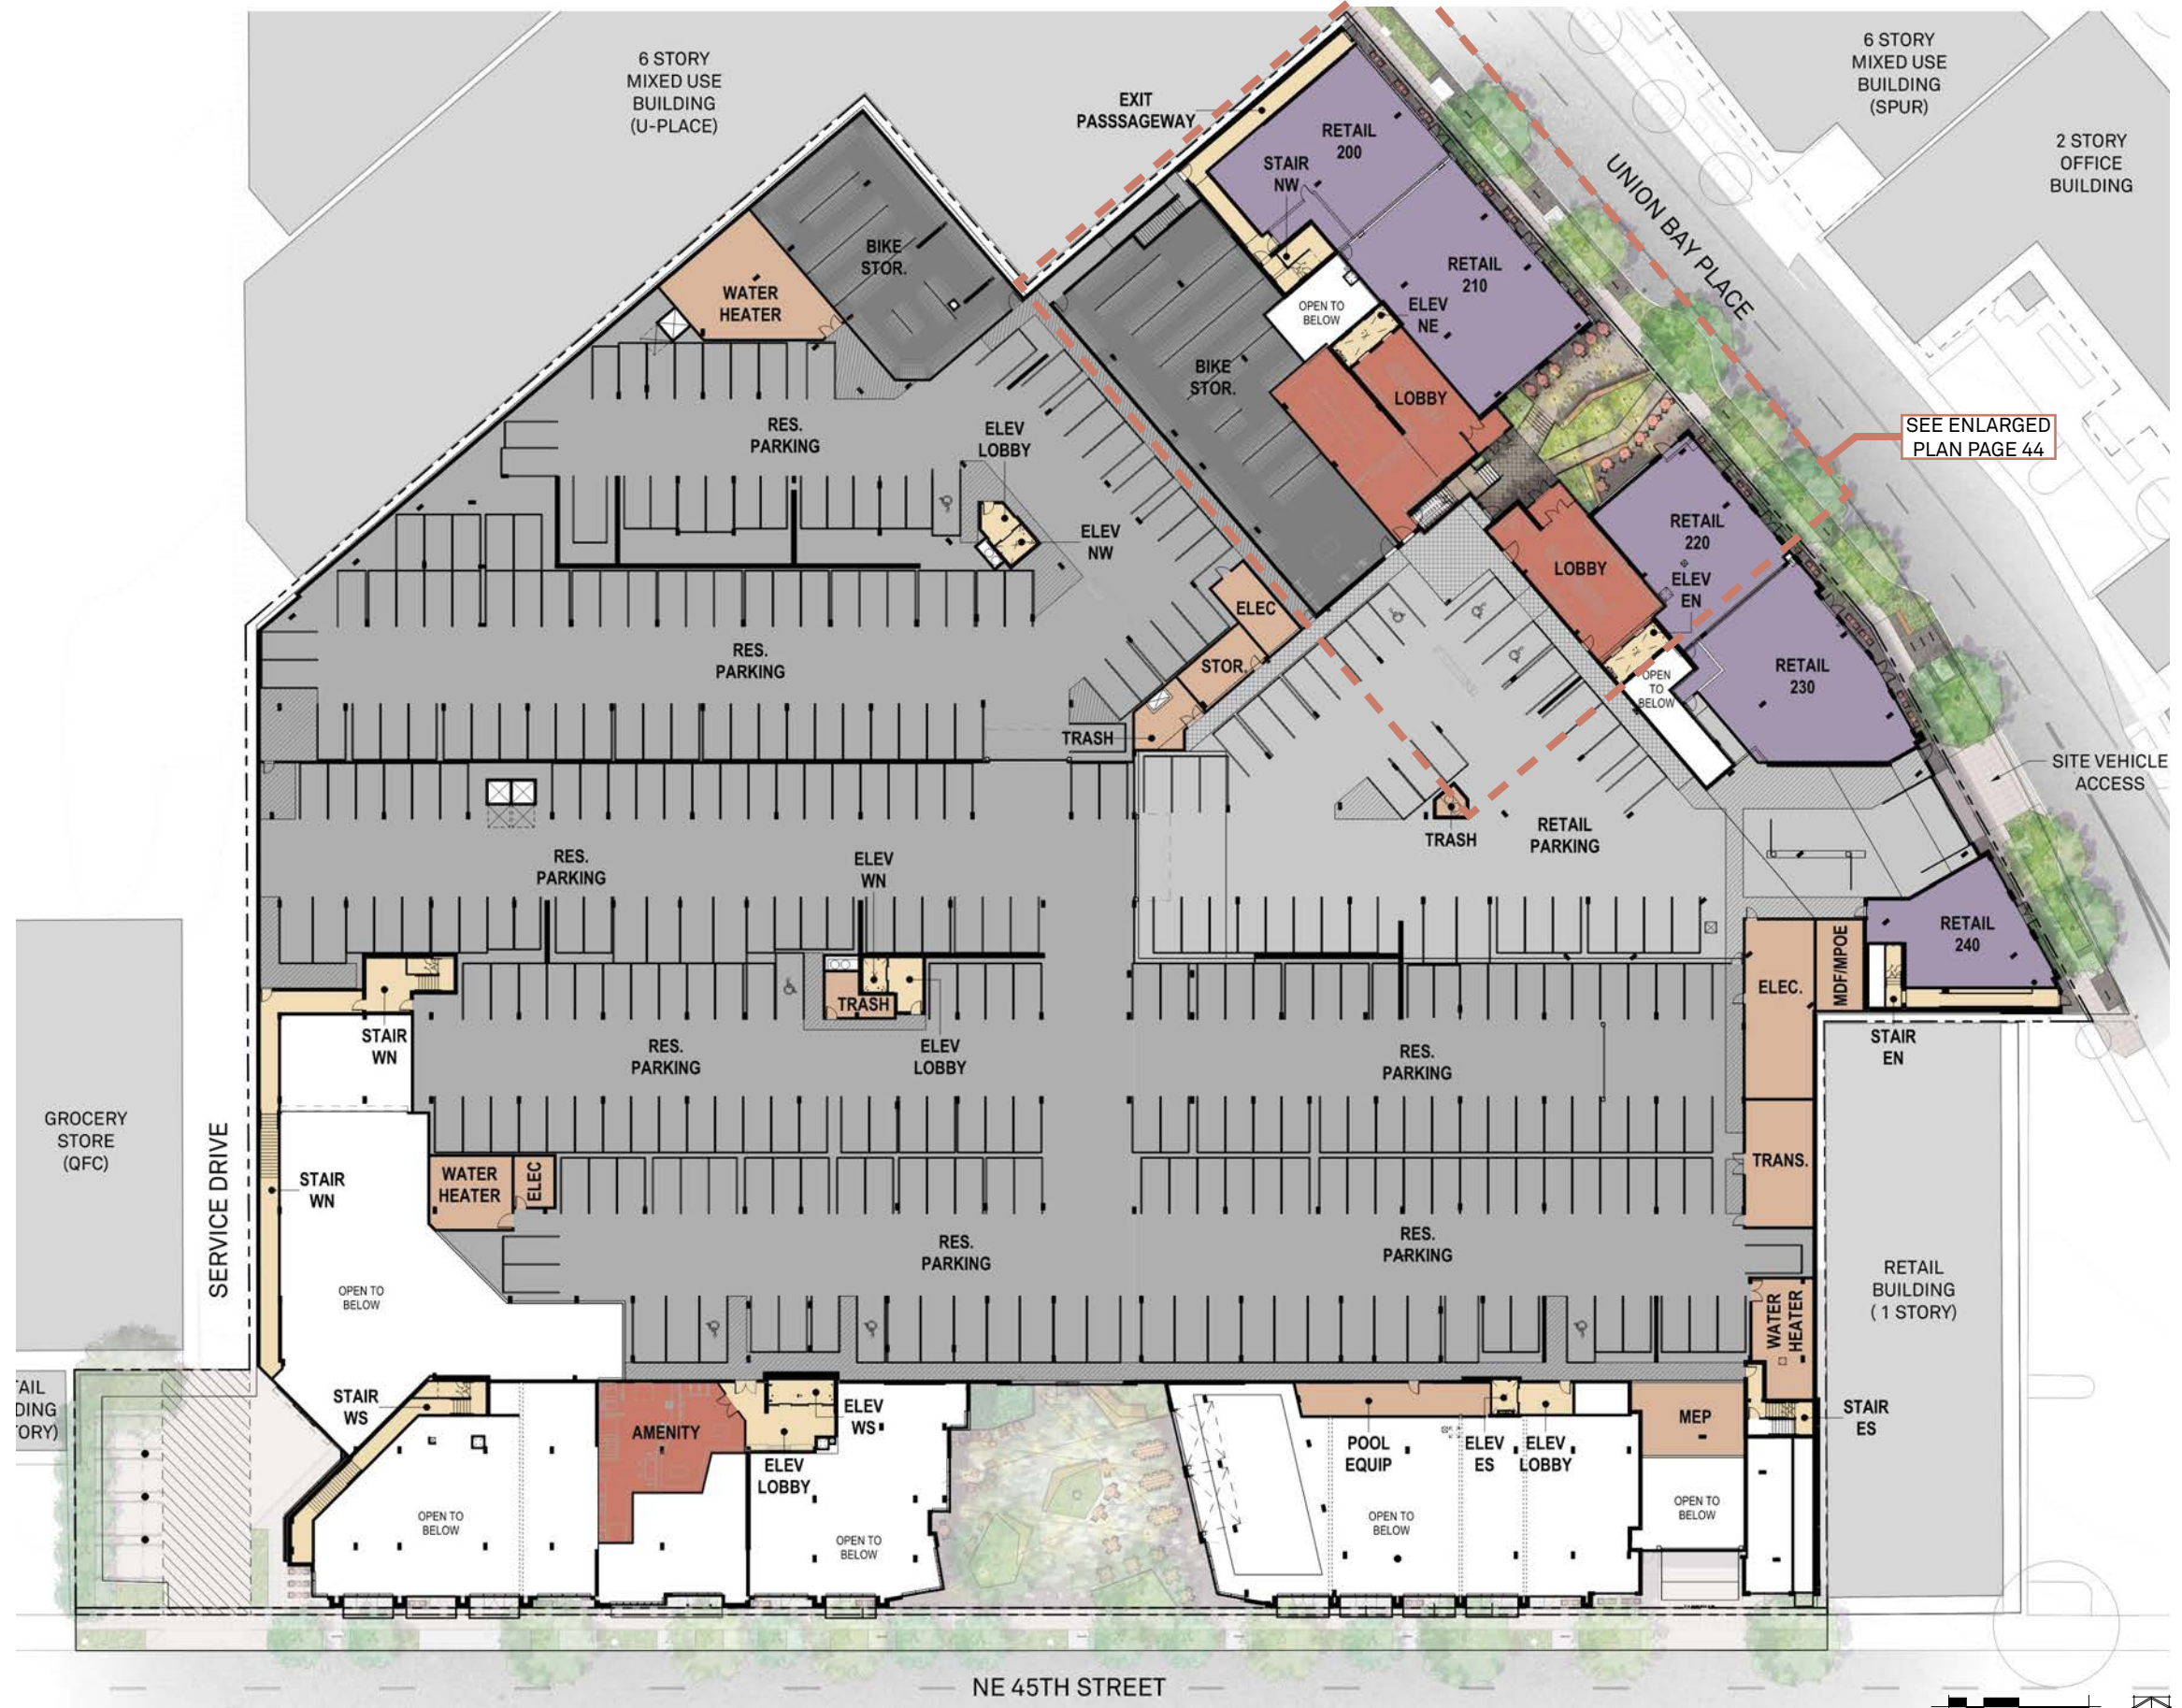 6 STORY
MIXED USE
BUILDING
(U-PLACE)
6 STORY
MIXED USE
BUILDING
(SPUR)
2 STORY
OFFICE
BUILDING
EXIT
PASSSAGEWAY
RETAIL
200
STAIR
NW
UNION BAY PLACE
BIKE
STOR.
RETAIL
210
WATER
HEATER
OPEN TO
BELOW
ELEV
NE
BIKE
STOR.
LOBBY
SEE ENLARGED
PLAN PAGE 44
RES.
PARKING
ELEV
LOBBY
ELEV
NW
RETAIL
220
LOBBY
ELEV
EN
ELEC
STOR.
RES.
PARKING
RETAIL
230
OPEN
TO
BELOW
TRASH
SITE VEHICLE
ACCESS
TRASH
RETAIL
PARKING
RES.
PARKING
ELEV
WN
RETAIL
240
ELEC.
MDF/MPOE
TRASH
STAIR
WN
RES.
PARKING
ELEV
LOBBY
RES.
PARKING
STAIR
EN
GROCERY
STORE
(QFC)
SERVICE DRIVE
STAIR
WN
WATER
HEATER
ELEC
TRANS.
RES.
PARKING
RES.
PARKING
OPEN TO
BELOW
RETAIL
BUILDING
( 1 STORY)
WATER
HEATER
AIL
DING
ORY)
STAIR
WS
AMENITY
ELEV
WS
ELEV
LOBBY
MEP
STAIR
ES
POOL
EQUIP
ELEV
ES
ELEV
LOBBY
OPEN TO
BELOW
OPEN TO
BELOW
OPEN TO
BELOW
OPEN TO
BELOW
NE 45TH STREET